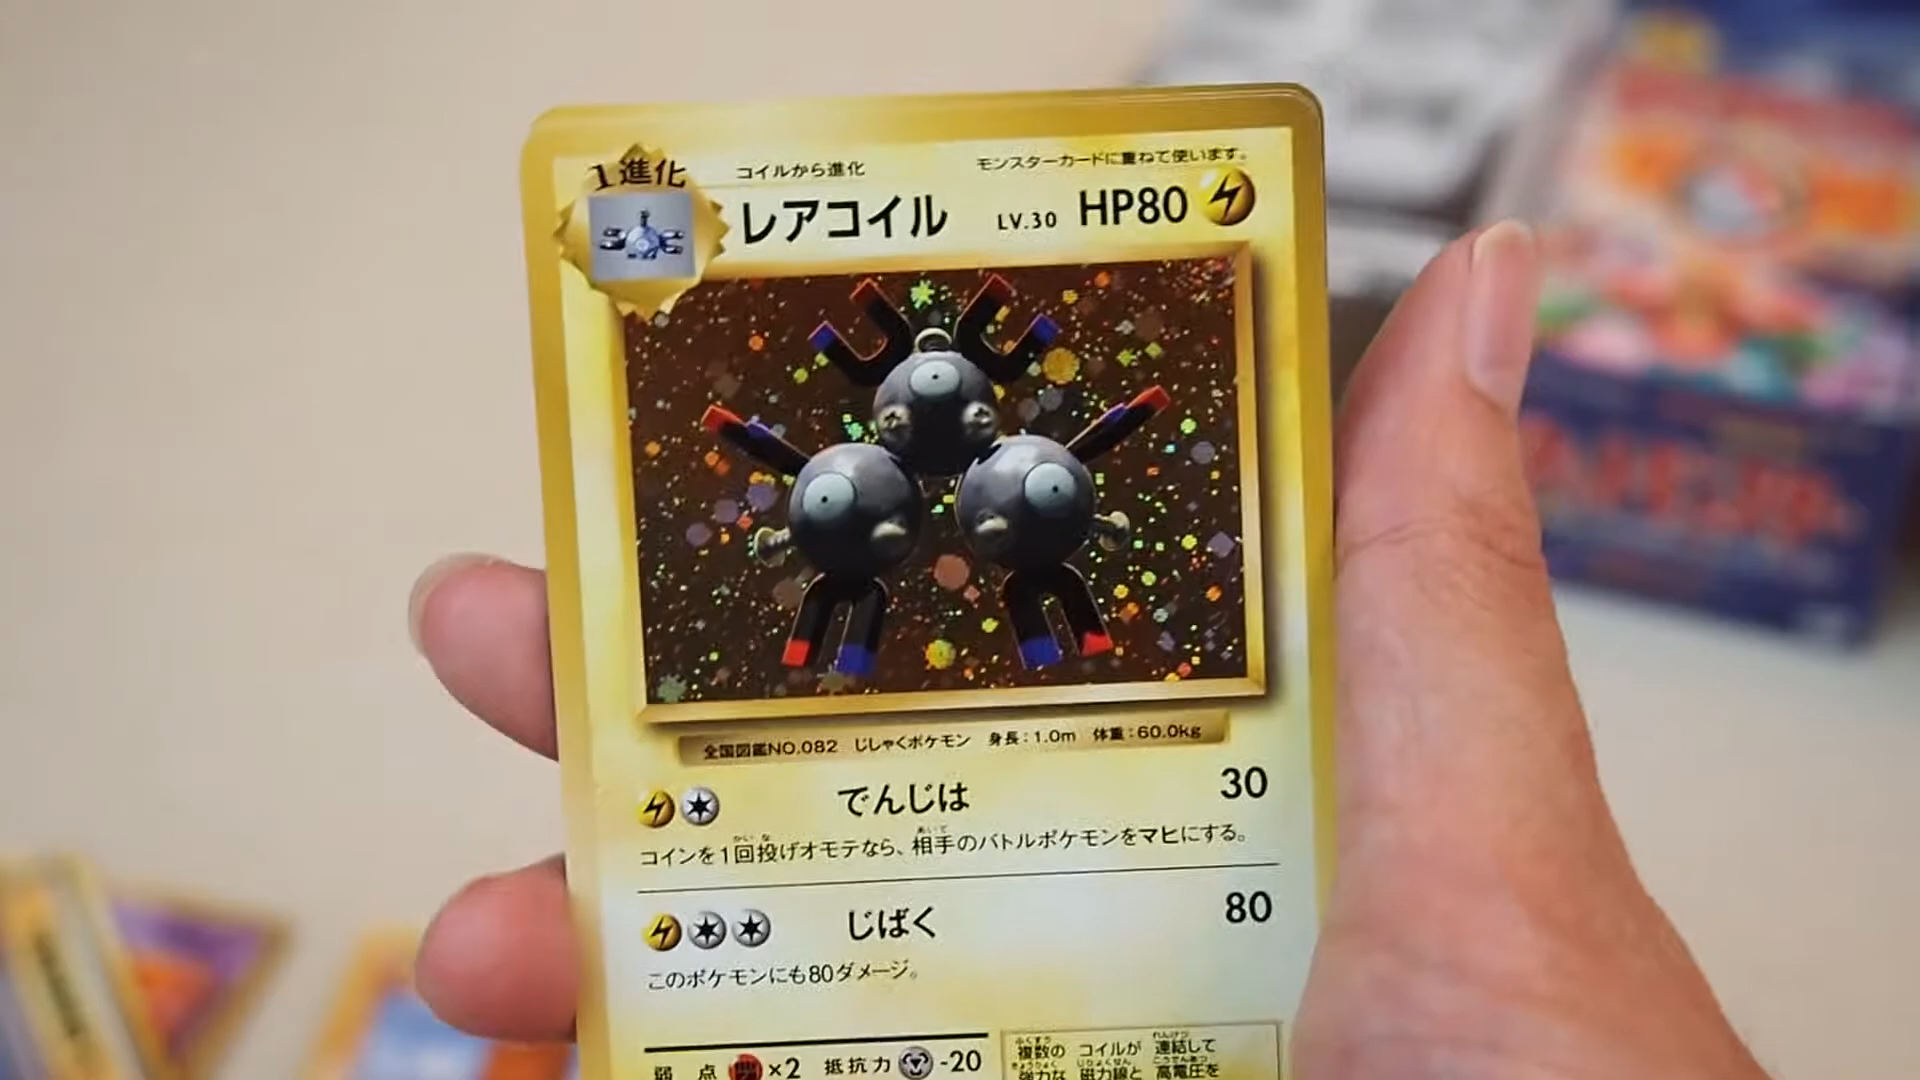 1進化
コイルから進化
モンスターカードに重ねて使います。
レアコイル LV.30 HP80
全国図鑑NO.082 じしゃくポケモン 身長:1.0m 体重:60.0kg
でんじは 30
コインを1回投げオモテなら、相手のバトルポケモンをマヒにする。
じばく 80
このポケモンにも80ダメージ。
弱点 ×2 抵抗力 -20
複数の コイルが 連結して
強力な 磁力線と 高電圧を